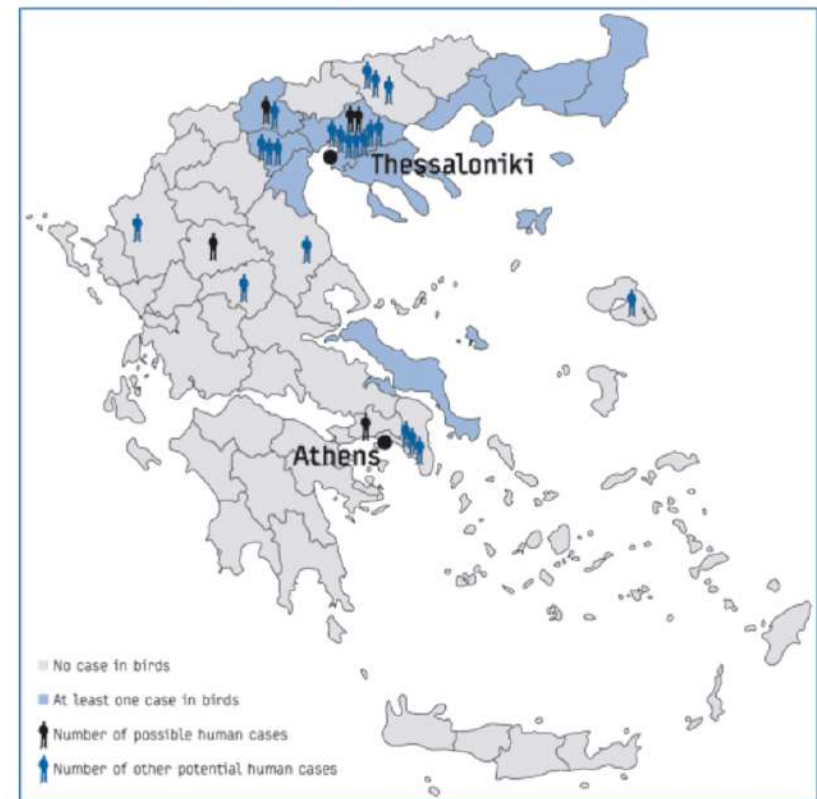 Thessaloniki
Athens
No case in birds
At least one case in birds
Number of possible human cases
Number of other potential human cases